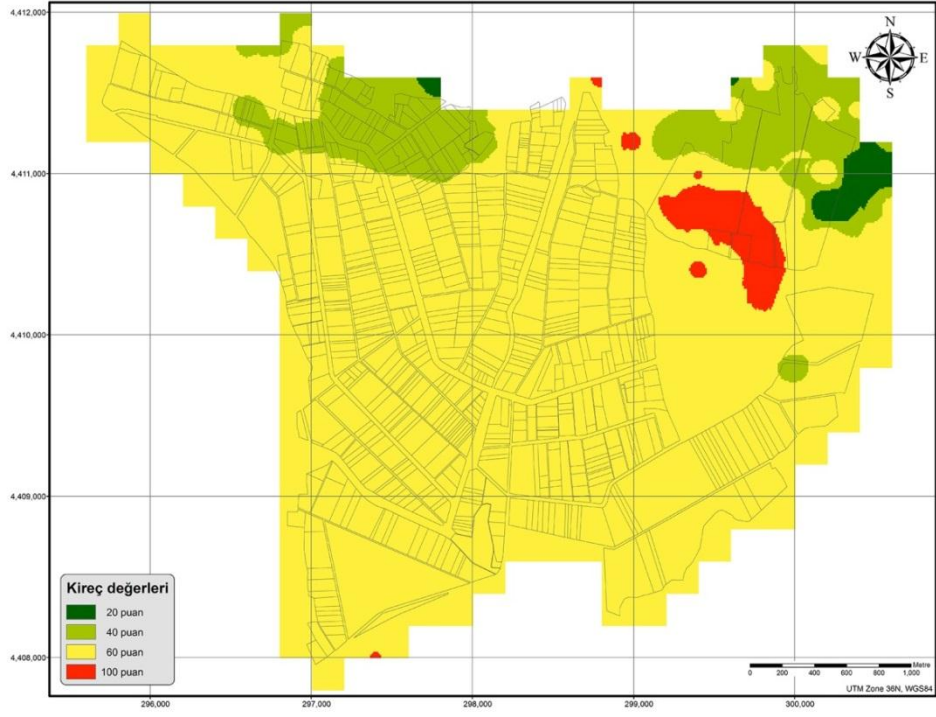 4,412,000
N
W E
S
4,411,000
4,410,000
4,409,000
Kireç değerleri
20 puan
40 puan
60 puan
100 puan
4,408,000
Metre
0 200 400 600 800 1,000
UTM Zone 36N, WGS84
296,000 297,000 298,000 299,000 300,000